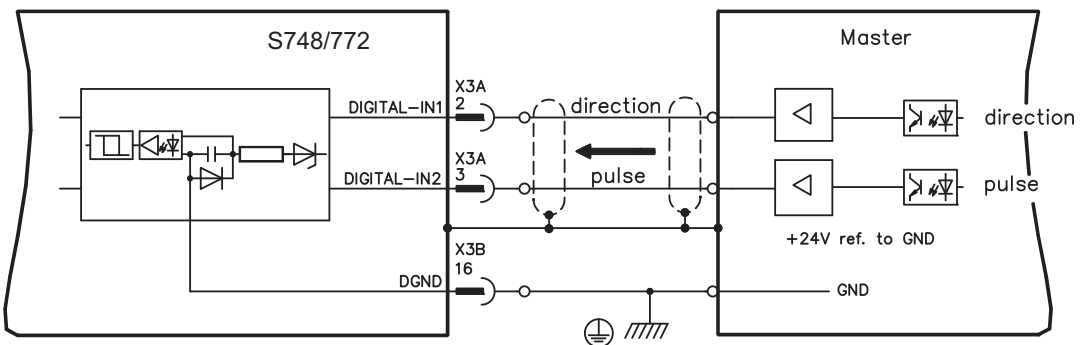 S748/772
Master
X3A
2
DIGITAL-IN1
direction
direction
X3A
3
DIGITAL-IN2
pulse
pulse
+24V ref. to GND
X3B
16
DGND
GND